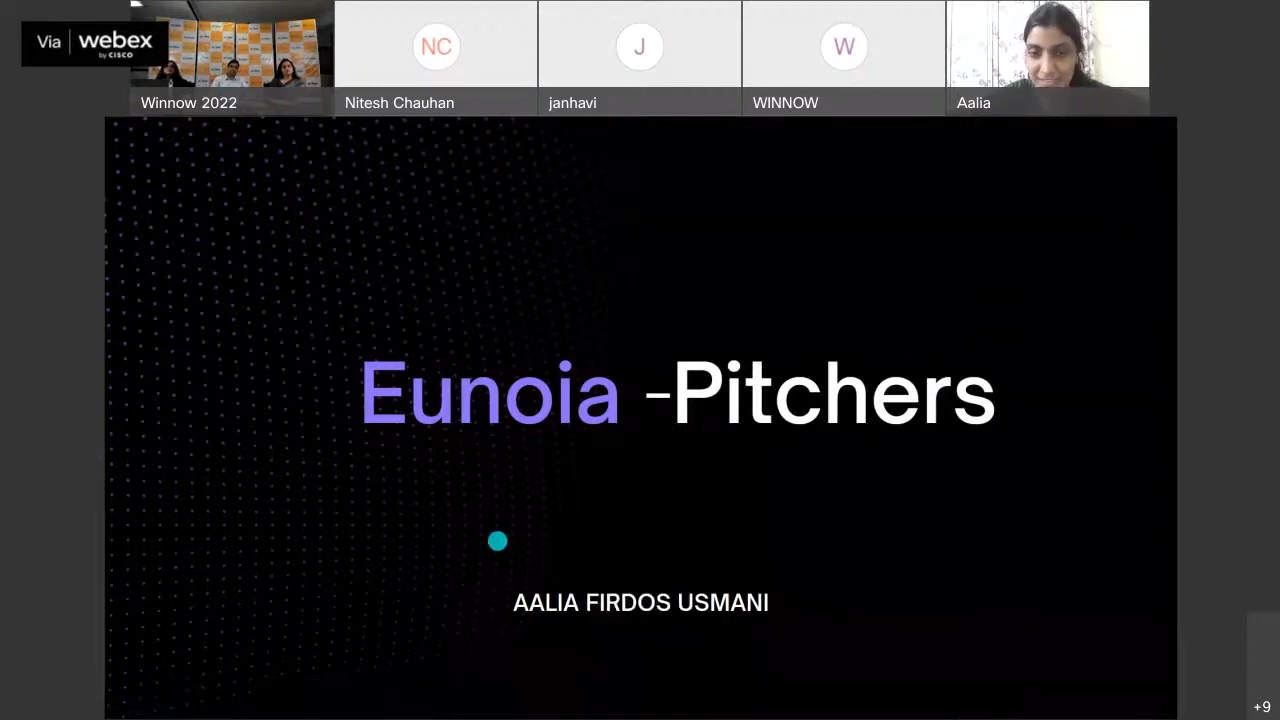 Via webex
by CISCO
Winnow 2022
NC
Nitesh Chauhan
J
janhavi
W
WINNOW
Aalia
Eunoia -Pitchers
AALIA FIRDOS USMANI
+9